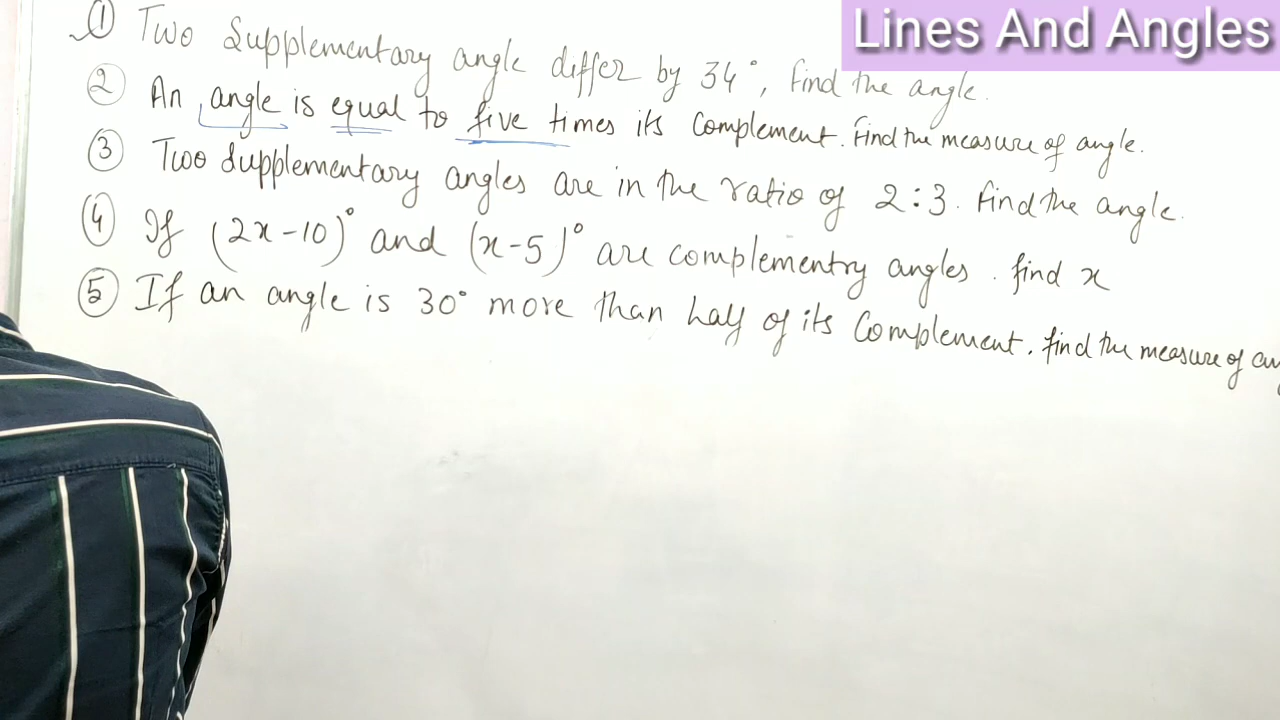 Lines And Angles
① Two Supplementary angle differ by 34°, find the angle.
② An angle is equal to five times its complement. Find the measure of angle.
③ Two Supplementary angles are in the ratio of 2:3. Find the angle.
④ If (2x-10)° and (x-5)° are complementry angles. find x
⑤ If an angle is 30° more than half of its Complement. find the measure of